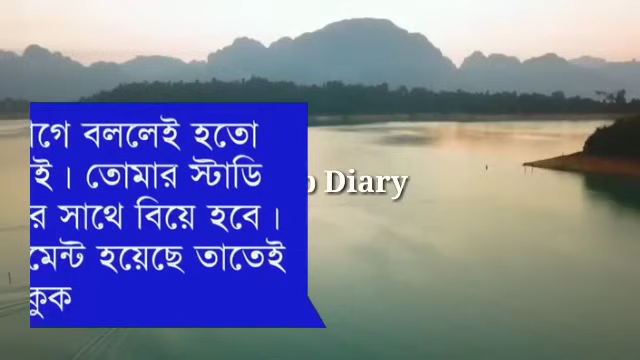 বললেই হতো
ই। তোমার স্টাডি
র সাথে বিয়ে হবে।
হয়েছে তাতেই
Diary